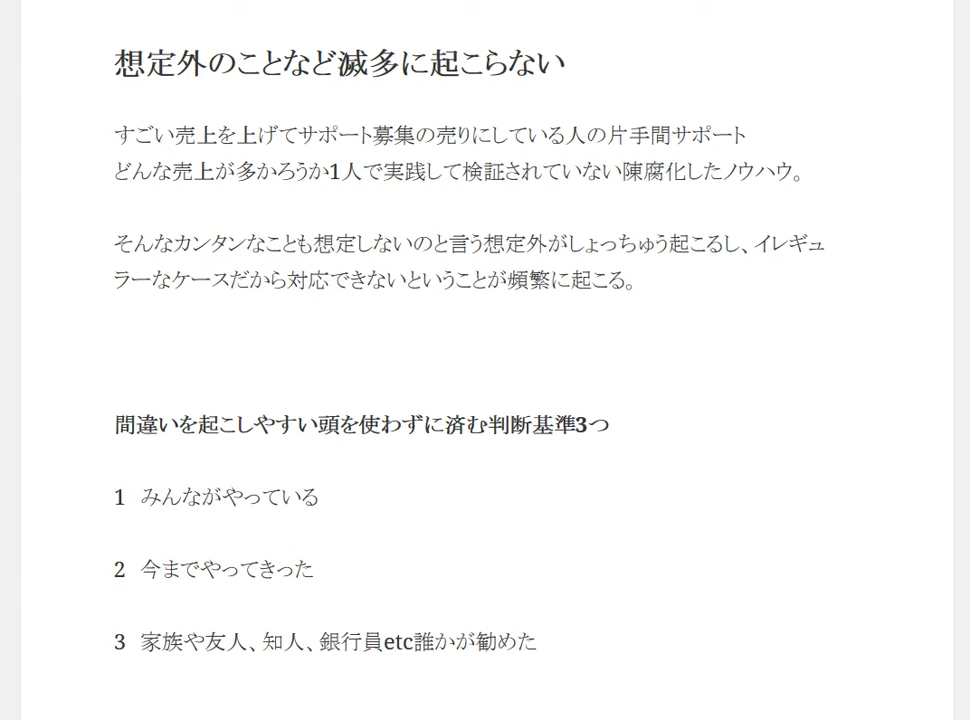 想定外のことなど滅多に起こらない
すごい売上を上げてサポート募集の売りにしている人の片手間サポート
どんな売上が多かろうか1人で実践して検証されていない陳腐化したノウハウ。
そんなカンタンなことも想定しないのと言う想定外がしょっちゅう起こるし、イレギュ
ラーなケースだから対応できないということが頻繁に起こる。
間違いを起こしやすい頭を使わずに済む判断基準3つ
1 みんながやっている
2 今までやってきった
3 家族や友人、知人、銀行員etc誰かが勧めた